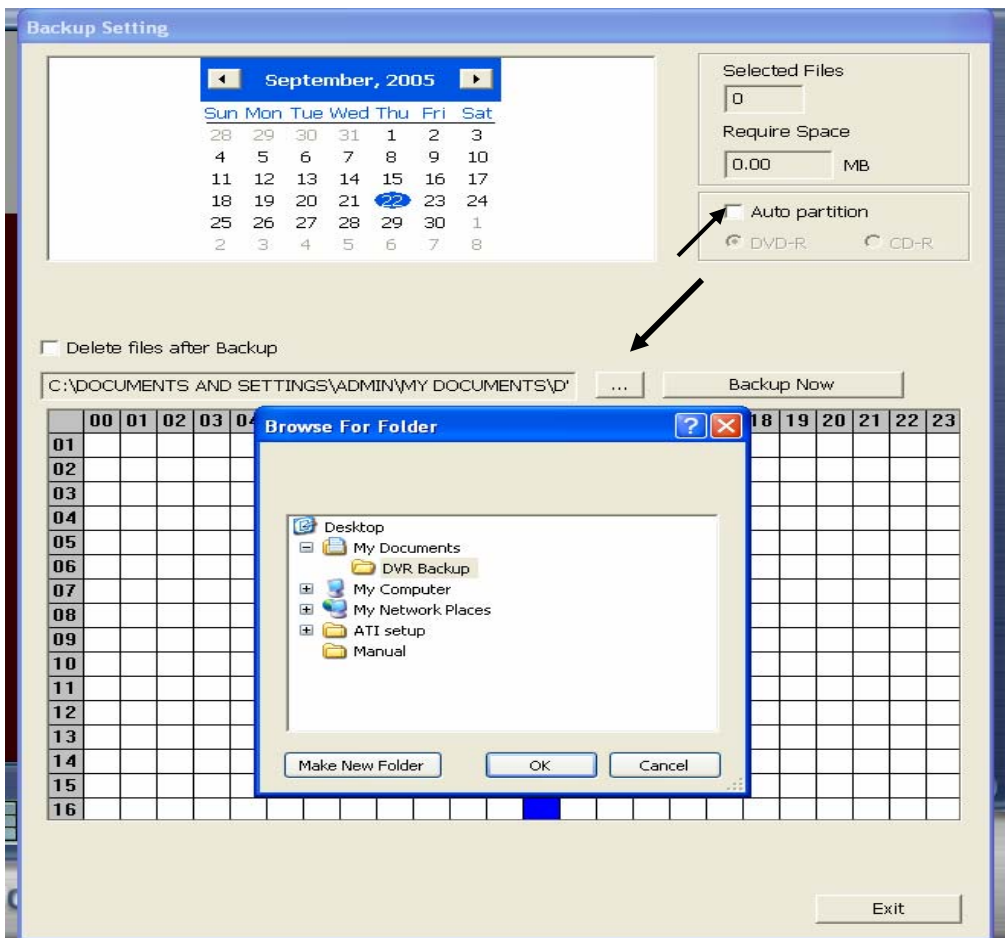 Backup Setting
September, 2005
Sun Mon Tue Wed Thu Fri Sat
28 29 30 31 1 2 3
4 5 6 7 8 9 10
11 12 13 14 15 16 17
18 19 20 21 22 23 24
25 26 27 28 29 30 1
2 3 4 5 6 7 8
Selected Files
0
Require Space
0.00 MB
Auto partition
DVD-R CD-R
Delete files after Backup
C:\DOCUMENTS AND SETTINGS\ADMIN\MY DOCUMENTS\D'
...
Backup Now
00 01 02 03 04 18 19 20 21 22 23
01
02
03
04
05
06
07
08
09
10
11
12
13
14
15
16
Browse For Folder
Desktop
My Documents
DVR Backup
My Computer
My Network Places
ATI setup
Manual
Make New Folder OK Cancel
Exit